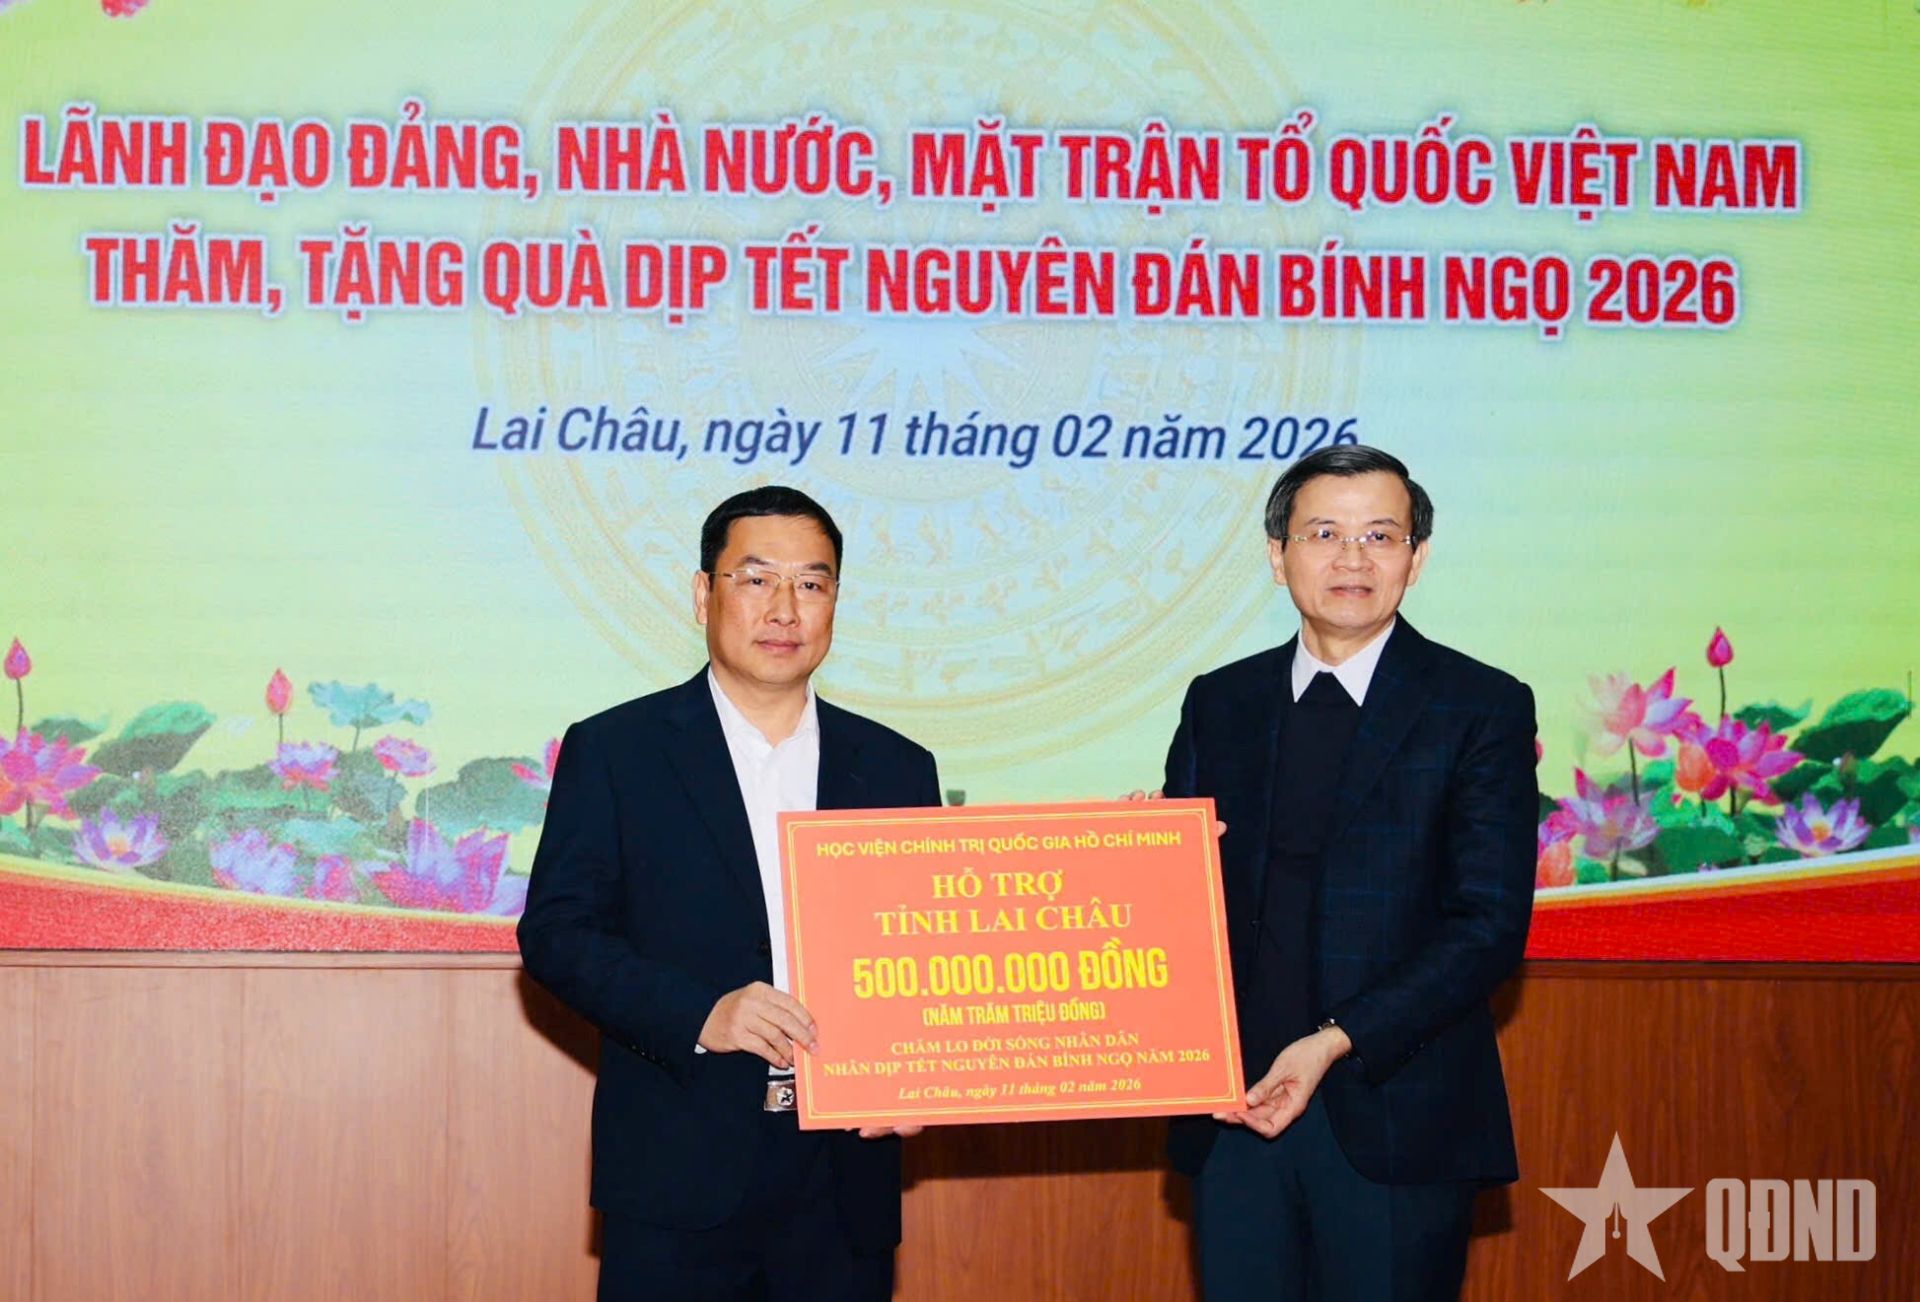 LÃNH ĐẠO ĐẢNG, NHÀ NƯỚC, MẶT TRẬN TỔ QUỐC VIỆT NAM
THĂM, TẶNG QUÀ DỊP TẾT NGUYÊN ĐÁN BÍNH NGỌ 2026
Lai Châu, ngày 11 tháng 02 năm 2026
HỌC VIỆN CHÍNH TRỊ QUỐC GIA HỒ CHÍ MINH
HỖ TRỢ
TỈNH LAI CHÂU
500.000.000 ĐỒNG
(NĂM TRĂM TRIỆU ĐỒNG)
CHĂM LO ĐỜI SỐNG NHÂN DÂN
NHÂN DỊP TẾT NGUYÊN ĐÁN BÍNH NGỌ NĂM 2026
Lai Châu, ngày 11 tháng 02 năm 2026
QĐND